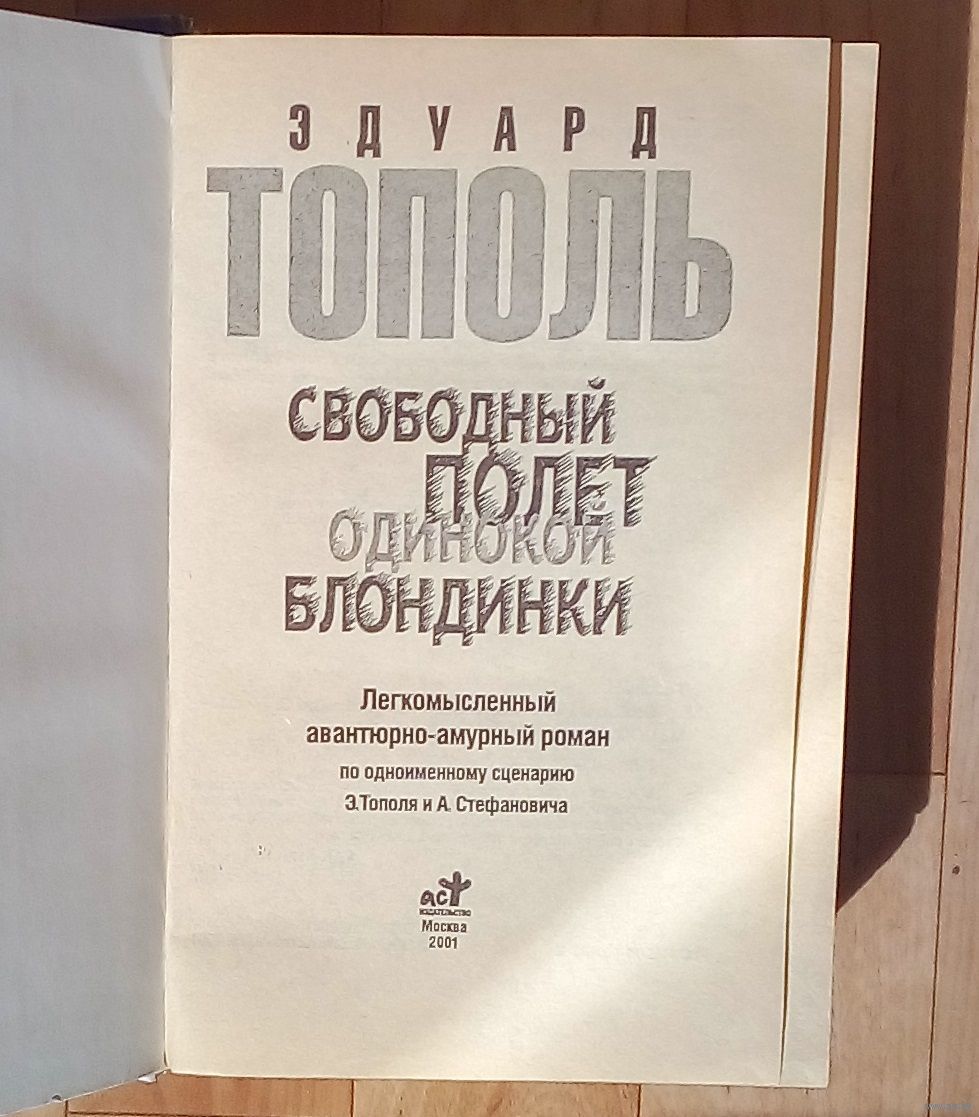 ЭДУАРД
ТОПОЛЬ
СВОБОДНЫЙ
ПОЛЕТ
ОДИНОКОЙ
БЛОНДИНКИ
Легкомысленный
авантюрно-амурный роман
по одноименному сценарию
Э.Тополя и А. Стефановича
аст
ИЗДАТЕЛЬСТВО
Москва
2001